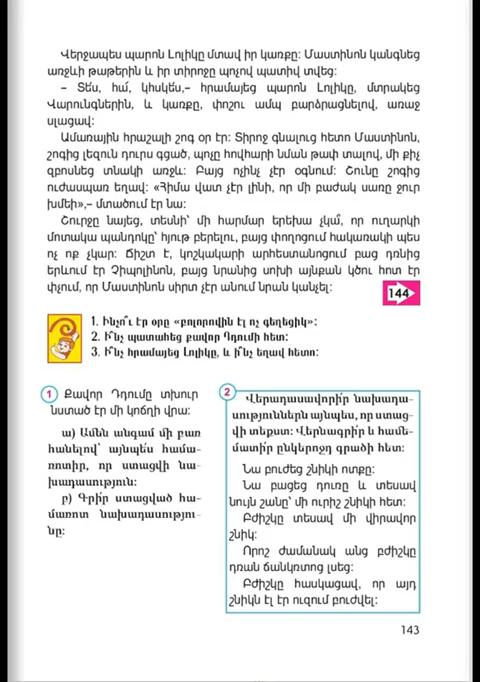 Վերջապես պարոն Լոլիկը մտավ իր կառքը: Մաստինոն կանգնեց
առջևի թաթերին և իր տիրոջը պոչով պատիվ տվեց:
– Տե՜ս, հա՜, կհսկե՜ս,– հրամայեց պարոն Լոլիկը, մտրակեց
Վարունգներին, և կառքը, փոշու ամպ բարձրացնելով, առաջ
սլացավ:
Ամառային հրաշալի շոգ օր էր: Տիրոջ գնալուց հետո Մաստինոն,
շոգից լեզուն դուրս գցած, պոչը հովհարի նման թափ տալով, մի քիչ
զբոսնեց տնակի առջև: Բայց ոչինչ չէր օգնում: Շունը շոգից
ուժասպառ եղավ: «Հիմա վատ չէր լինի, որ մի բաժակ սառը ջուր
խմեի»,– մտածում էր նա:
Շուրջը նայեց, տեսնի՝ մի հարմար երեխա չկա՞, որ ուղարկի
մոտակա պանդոկը՝ հյութ բերելու, բայց փողոցում հակառակի պես
ոչ ոք չկար: Ճիշտ է, կոշկակարի արհեստանոցում բաց դռնից
երևում էր Չիպոլինոն, բայց նրանից սոխի այնքան կծու հոտ էր
փչում, որ Մաստինոն սիրտ չէր անում նրան կանչել:
144
1. Ինչո՞ւ էր օրը «բոլորովին էլ ոչ գեղեցիկ»:
2. Ի՞նչ պատահեց քավոր Դդումի հետ:
3. Ի՞նչ հրամայեց Լոլիկը, և ի՞նչ եղավ հետո:
1 Քավոր Դդումը տխուր
նստած էր մի կոճղի վրա:
ա) Ամեն անգամ մի բառ
հանելով՝ այնպե՛ս համա-
ռոտիր, որ ստացվի նա-
խադասություն:
բ) Գրի՛ր ստացված հա-
մառոտ նախադասությու-
նը:
2 Վերադասավորի՛ր նախադա-
սություններն այնպես, որ ստաց-
վի տեքստ: Վերնագրի՛ր և համե-
մատի՛ր ընկերոջդ գրածի հետ:
Նա բուժեց շնիկի ոտքը:
Նա բացեց դուռը և տեսավ
նույն շանը՝ մի ուրիշ շնիկի հետ:
Բժիշկը տեսավ մի վիրավոր
շնիկ:
Որոշ ժամանակ անց բժիշկը
դռան ճանկռտոց լսեց:
Բժիշկը հասկացավ, որ այդ
շնիկն էլ էր ուզում բուժվել:
143